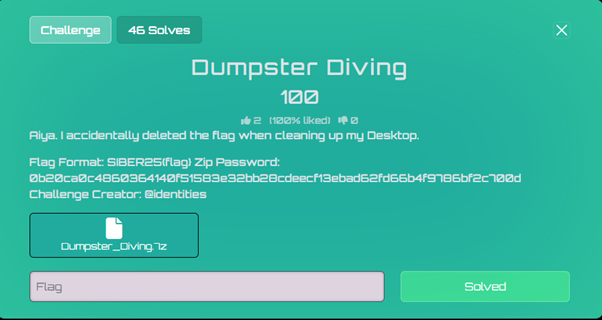 Challenge
46 Solves
Dumpster Diving
100
2 (100% liked) 0
Aiya. I accidentally deleted the flag when cleaning up my Desktop.
Flag Format: SIBER25{flag} Zip Password:
0b20ca0c4860364140f51583e32bb28cdeecf13ebad62fd66b4f9786bf2c700d
Challenge Creator: @identities
Dumpster_Diving.7z
Flag
Solved